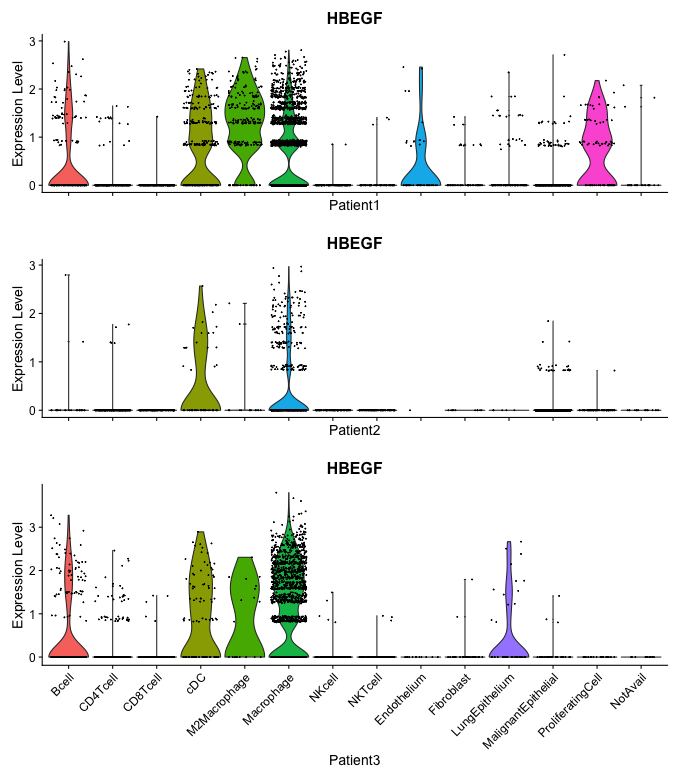 HBEGF
Expression Level
3
2
1
0
Patient1
HBEGF
Expression Level
3
2
1
0
Patient2
HBEGF
Expression Level
3
2
1
0
Bcell
CD4Tcell
CD8Tcell
cDC
M2Macrophage
Macrophage
NKcell
NKTcell
Endothelium
Fibroblast
LungEpithelium
MalignantEpithelial
ProliferatingCell
NotAvail
Patient3